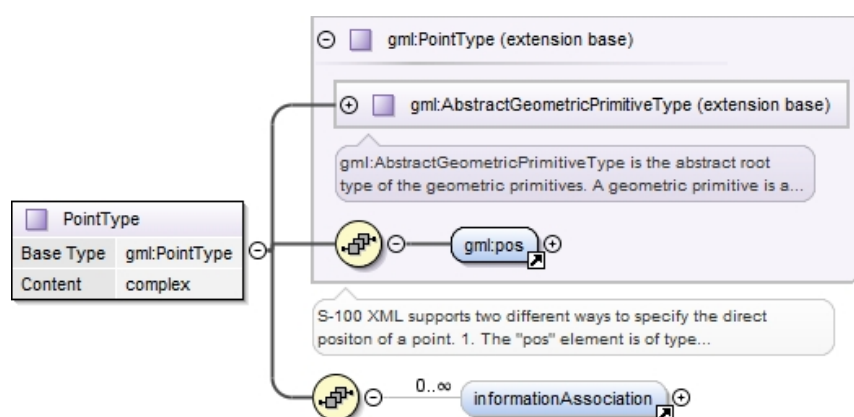 gml:PointType (extension base)
gml:AbstractGeometricPrimitiveType (extension base)
gml:AbstractGeometricPrimitiveType is the abstract root
type of the geometric primitives. A geometric primitive is a...
PointType
Base Type gml:PointType
Content complex
gml:pos
S-100 XML supports two different ways to specify the direct
positon of a point. 1. The "pos" element is of type...
0..∞
informationAssociation